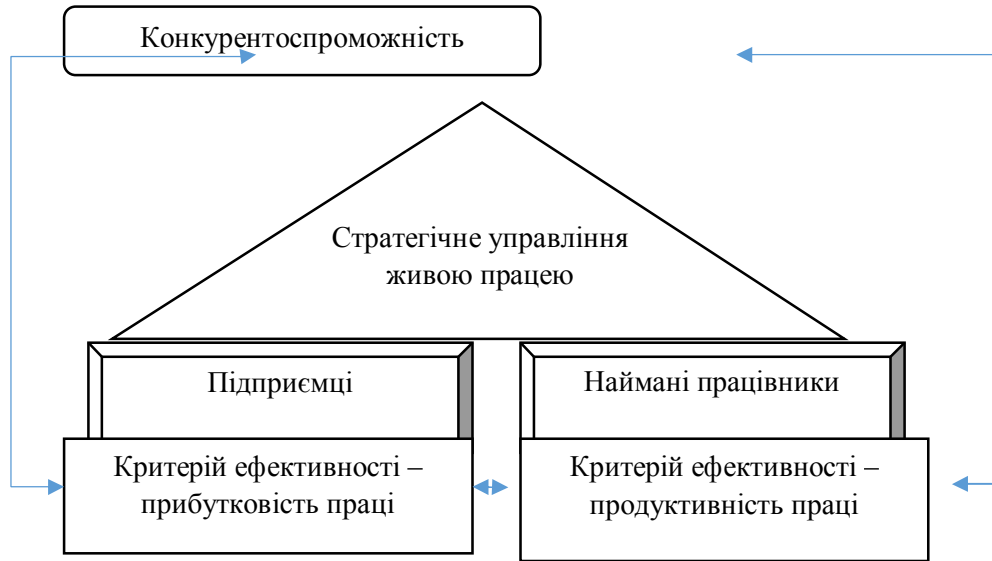 Конкурентоспроможність
Стратегічне управління
живою працею
Підприємці
Наймані працівники
Критерій ефективності –
прибутковість праці
Критерій ефективності –
продуктивність праці